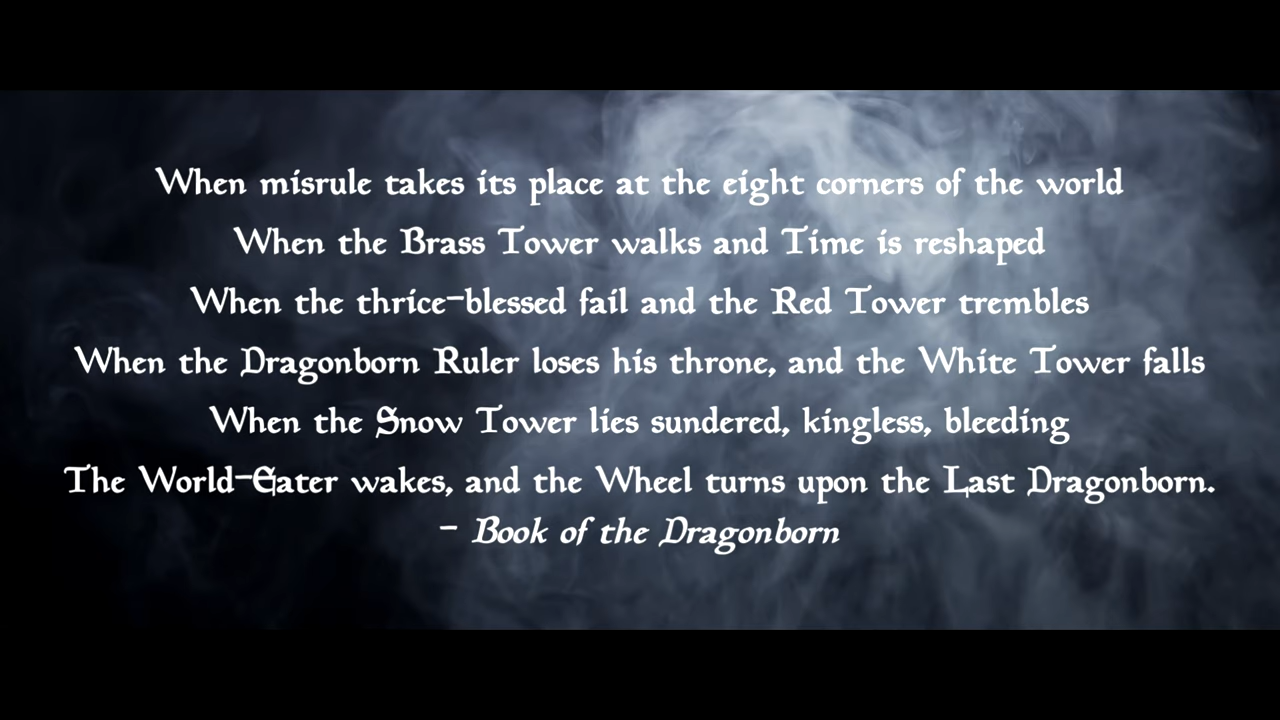 When misrule takes its place at the eight corners of the world
When the Brass Tower walks and Time is reshaped
When the thrice-blessed fail and the Red Tower trembles
When the Dragonborn Ruler loses his throne, and the White Tower falls
When the Snow Tower lies sundered, kingless, bleeding
The World-Eater wakes, and the Wheel turns upon the Last Dragonborn.
- Book of the Dragonborn